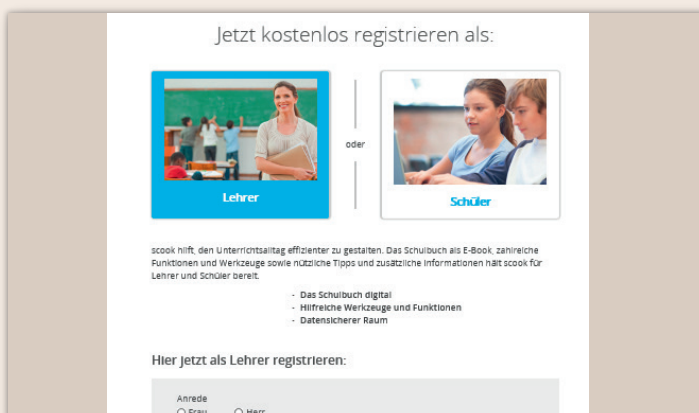 Jetzt kostenlos registrieren als:
oder
Lehrer
Schüler
scook hilft, den Unterrichtsalltag effizienter zu gestalten. Das Schulbuch als E-Book, zahlreiche
Funktionen und Werkzeuge sowie nützliche Tipps und zusätzliche Informationen hält scook für
Lehrer und Schüler bereit.
- Das Schulbuch digital
- Hilfreiche Werkzeuge und Funktionen
- Datensicherer Raum
Hier jetzt als Lehrer registrieren:
Anrede
Frau Herr